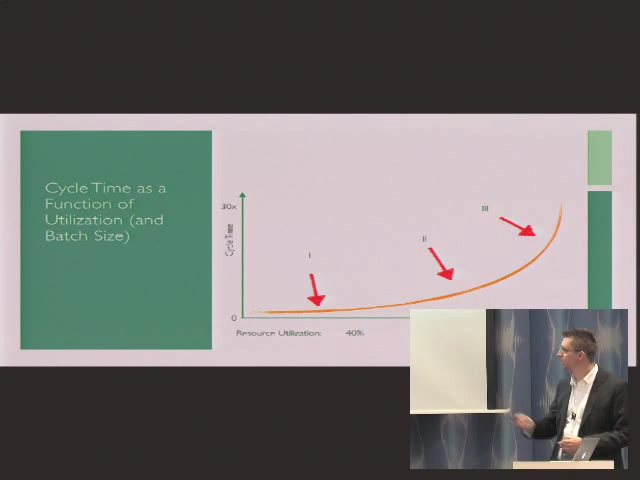 Cycle Time as a
Function of
Utilization (and
Batch Size)
30x
Cycle Time
0
I
II
III
Resource Utilization: 40%